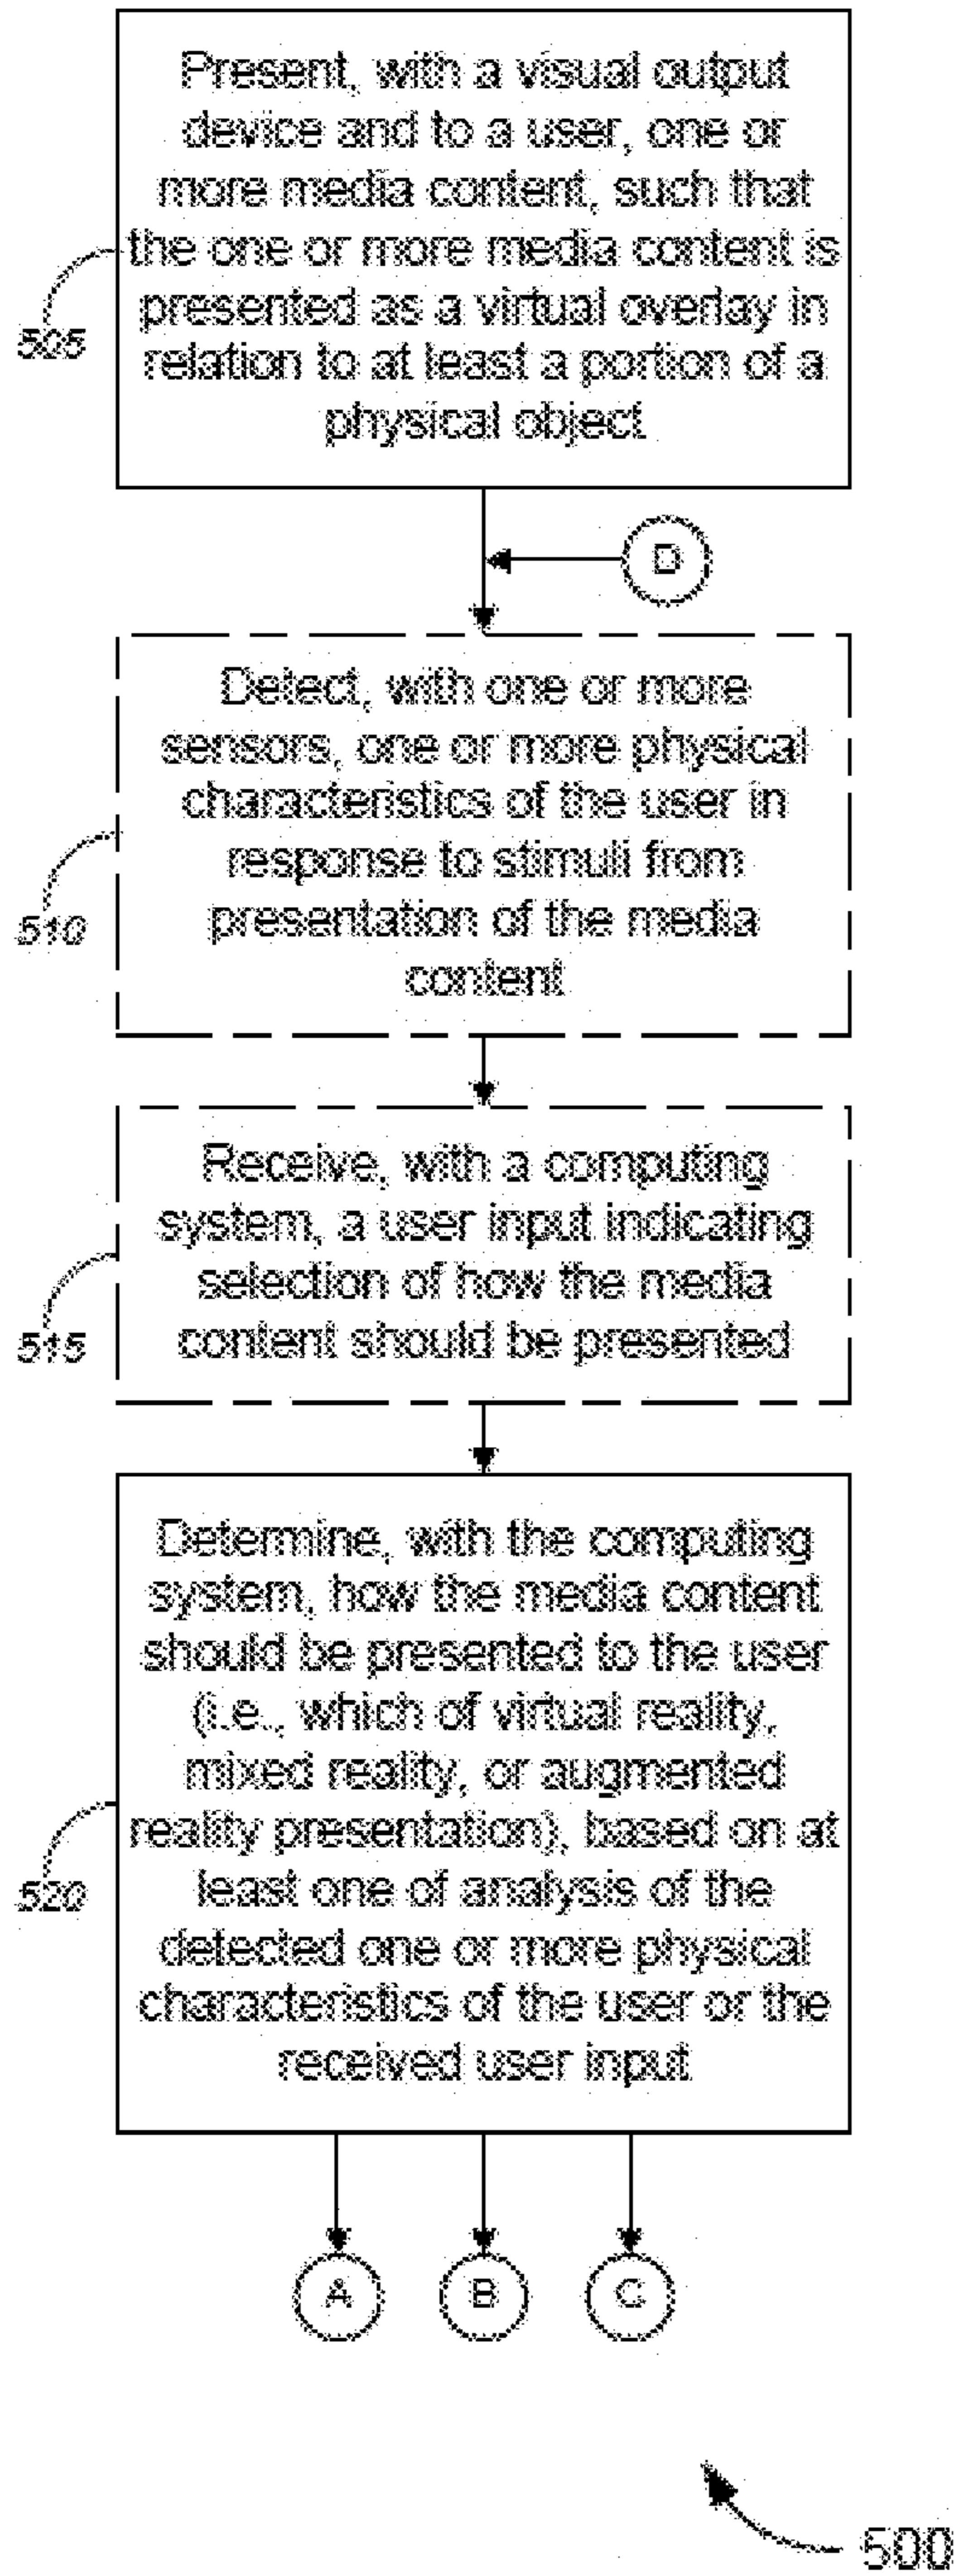 Present, with a visual output
device and to a user, one or
more media content, such that
the one or more media content is
presented as a virtual overlay in
relation to at least a portion of a
physical object
505
D
Detect, with one or more
sensors, one or more physical
characteristics of the user in
response to stimuli from
presentation of the media
content
510
Receive, with a computing
system, a user input indicating
selection of how the media
content should be presented
515
Determine, with the computing
system, how the media content
should be presented to the user
(i.e., which of virtual reality,
mixed reality, or augmented
reality presentation), based on at
least one of analysis of the
detected one or more physical
characteristics of the user or the
received user input
520
A B C
500